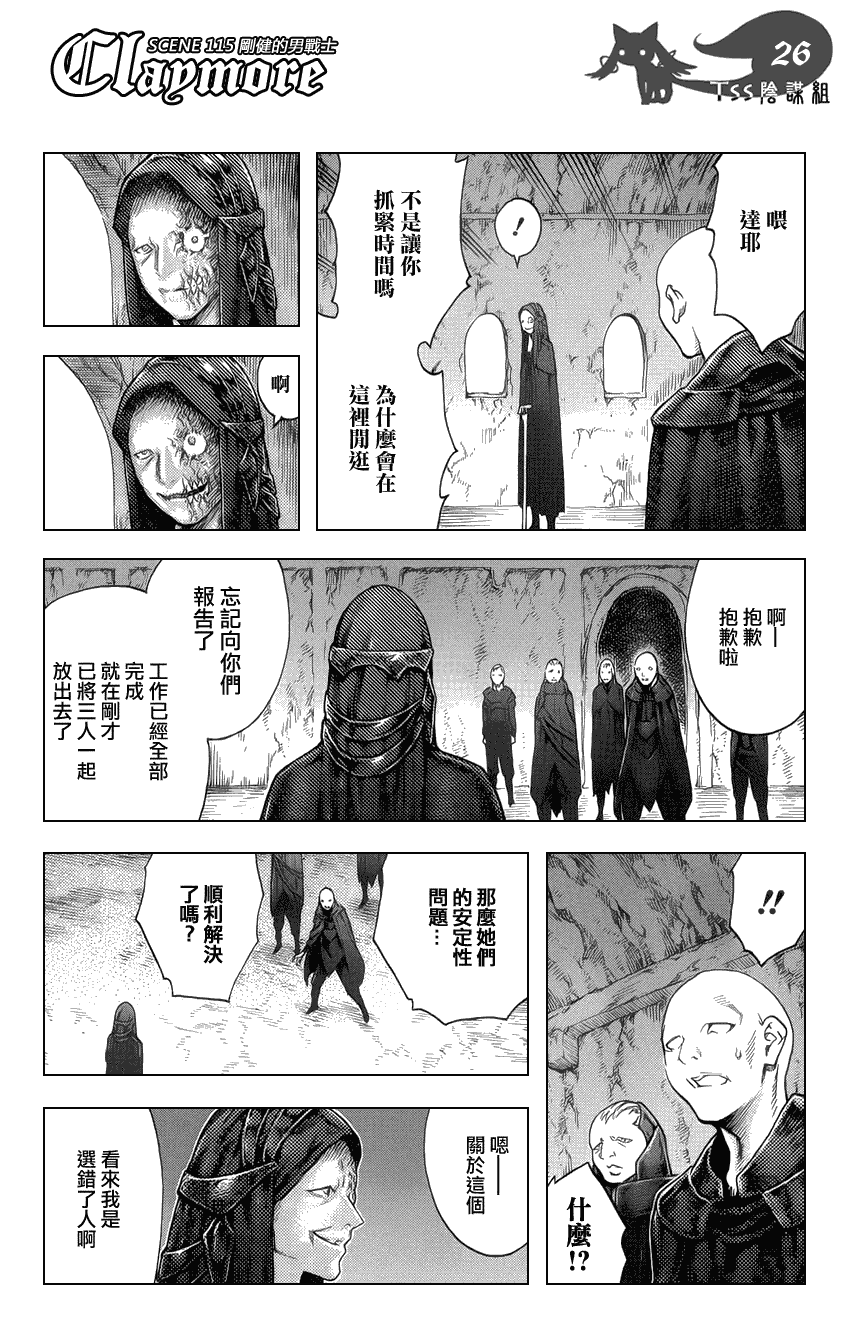 SCENE 115 剛健的男戰士
Claymore
26
Tss陰謀組
喂
達耶
!
不是讓你
抓緊時間嗎
為什麼會在
這裡閒逛
啊
啊—
抱歉
抱歉啦
忘記向你們
報告了
工作已經全部
完成
就在剛才
已將三人一起
放出去了
!!
什麼!?
那麼她們
的安定性
問題…
順利解決
了嗎？
嗯—
關於這個
看來我是
選錯了人啊